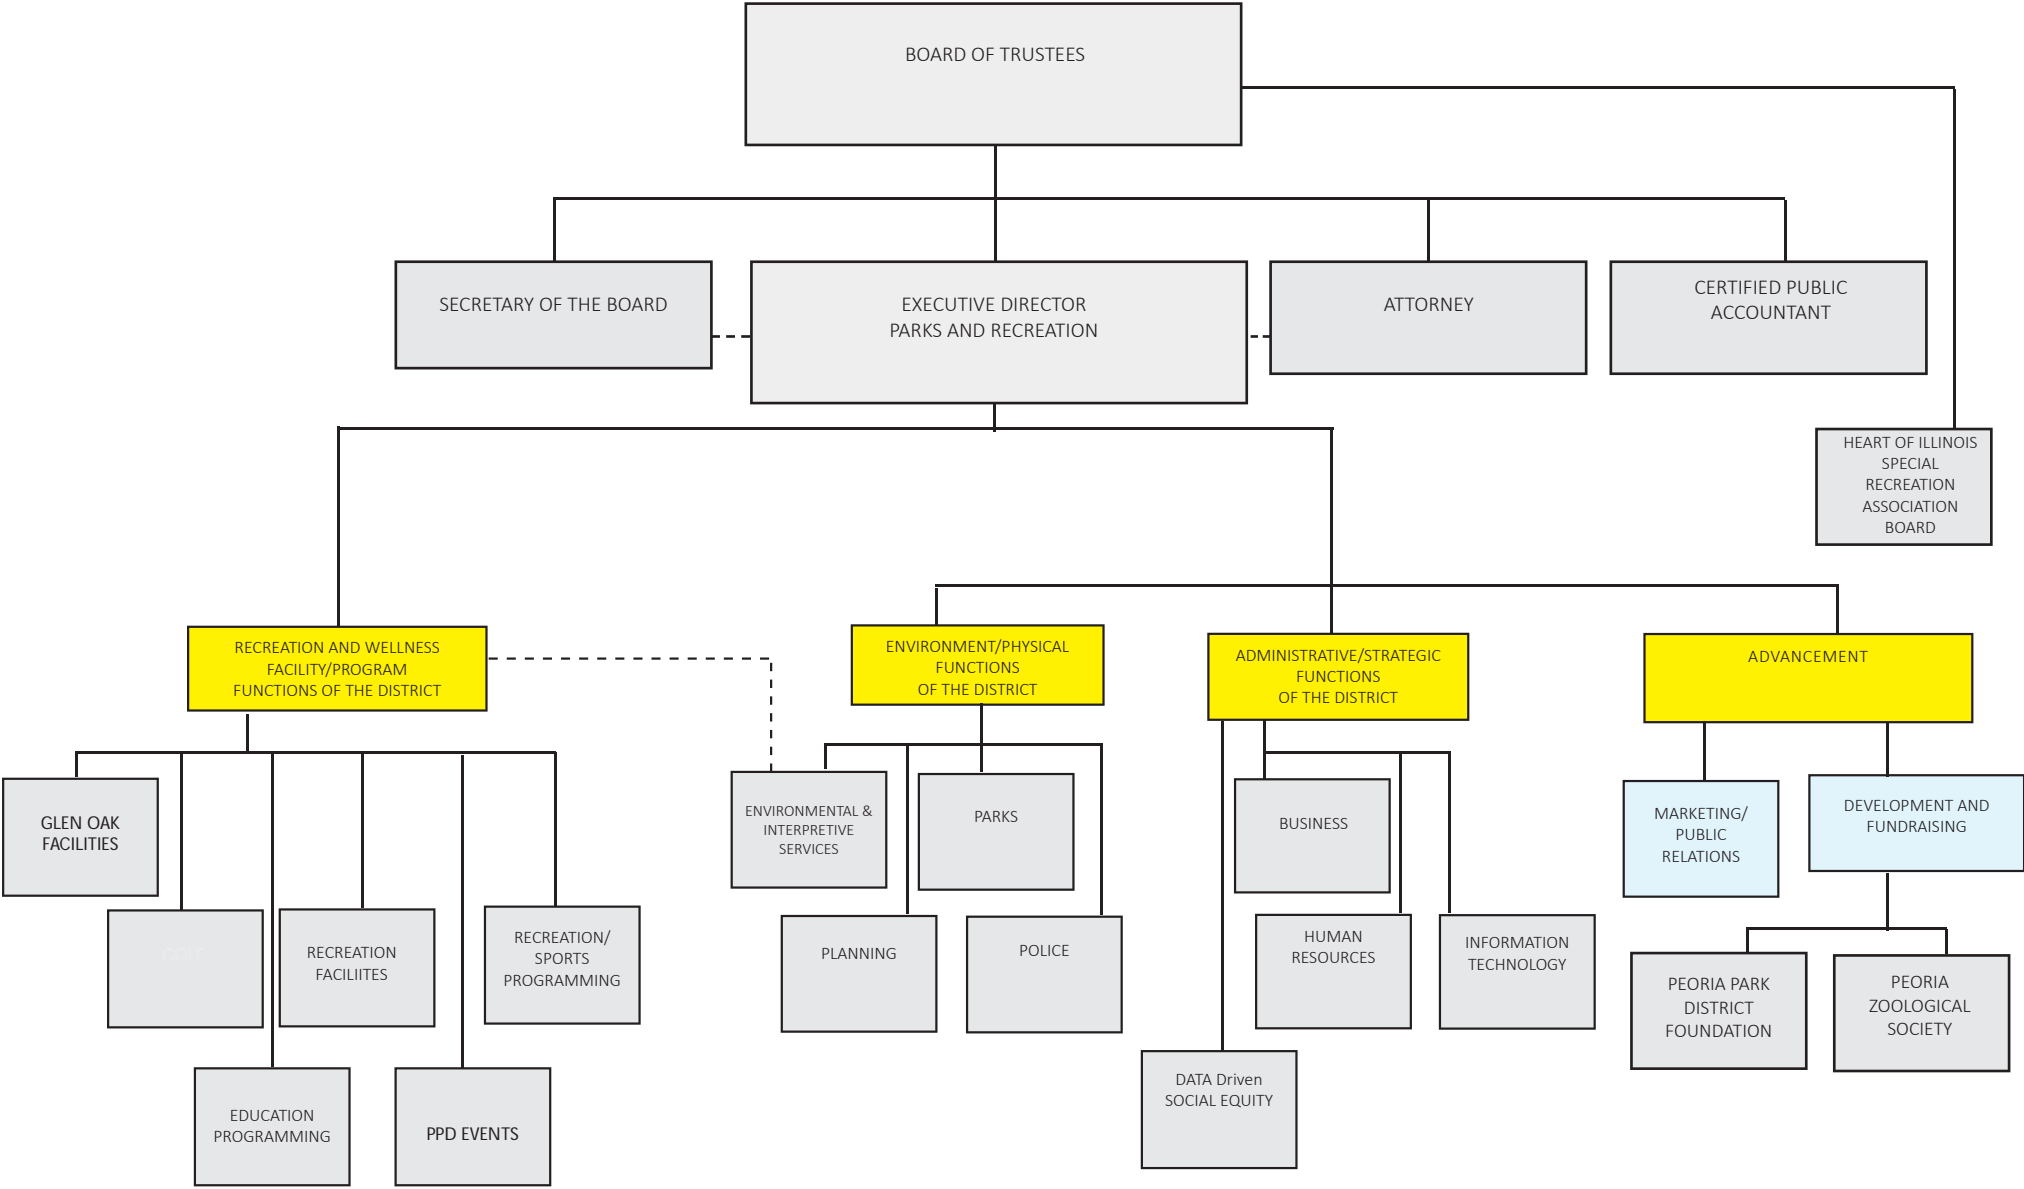 BOARD OF TRUSTEES
SECRETARY OF THE BOARD
EXECUTIVE DIRECTOR
PARKS AND RECREATION
ATTORNEY
CERTIFIED PUBLIC
ACCOUNTANT
HEART OF ILLINOIS
SPECIAL
RECREATION
ASSOCIATION
BOARD
RECREATION AND WELLNESS
FACILITY/PROGRAM
FUNCTIONS OF THE DISTRICT
ENVIRONMENT/PHYSICAL
FUNCTIONS
OF THE DISTRICT
ADMINISTRATIVE/STRATEGIC
FUNCTIONS
OF THE DISTRICT
ADVANCEMENT
GLEN OAK
FACILITIES
ENVIRONMENTAL &
INTERPRETIVE
SERVICES
PARKS
BUSINESS
MARKETING/
PUBLIC
RELATIONS
DEVELOPMENT AND
FUNDRAISING
GOLF
RECREATION
FACILIITES
RECREATION/
SPORTS
PROGRAMMING
PLANNING
POLICE
HUMAN
RESOURCES
INFORMATION
TECHNOLOGY
PEORIA PARK
DISTRICT
FOUNDATION
PEORIA
ZOOLOGICAL
SOCIETY
EDUCATION
PROGRAMMING
PPD EVENTS
DATA Driven
SOCIAL EQUITY